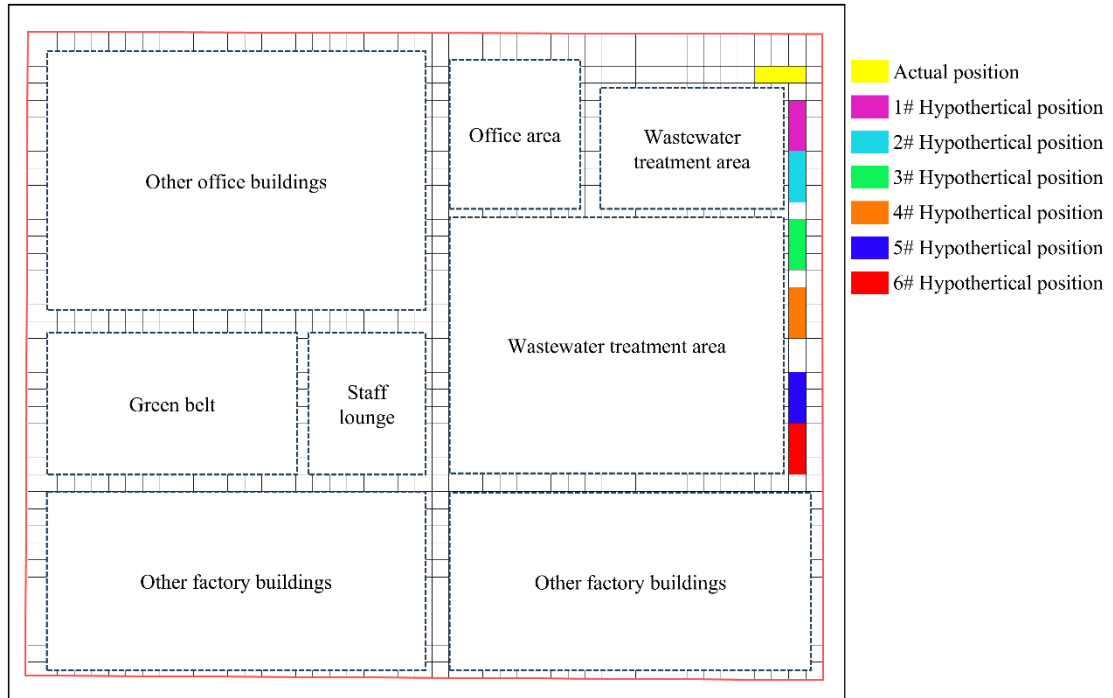 Other office buildings
Office area
Wastewater
treatment area
Wastewater treatment area
Green belt
Staff
lounge
Other factory buildings
Other factory buildings
Actual position
1# Hypothertical position
2# Hypothertical position
3# Hypothertical position
4# Hypothertical position
5# Hypothertical position
6# Hypothertical position